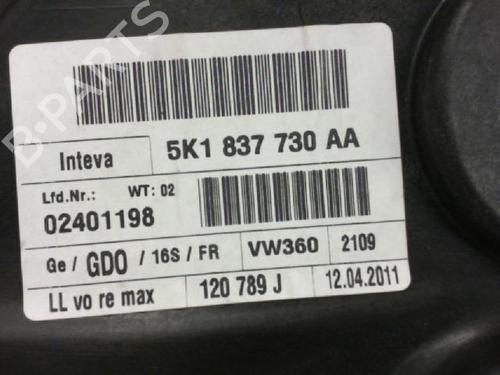 B-PARTS
Inteva 5K1 837 730 AA
Lfd.Nr.: WT: 02
02401198
Ge / GDO / 16S / FR VW360 2109
LL vo re max 120 789 J 12.04.2011